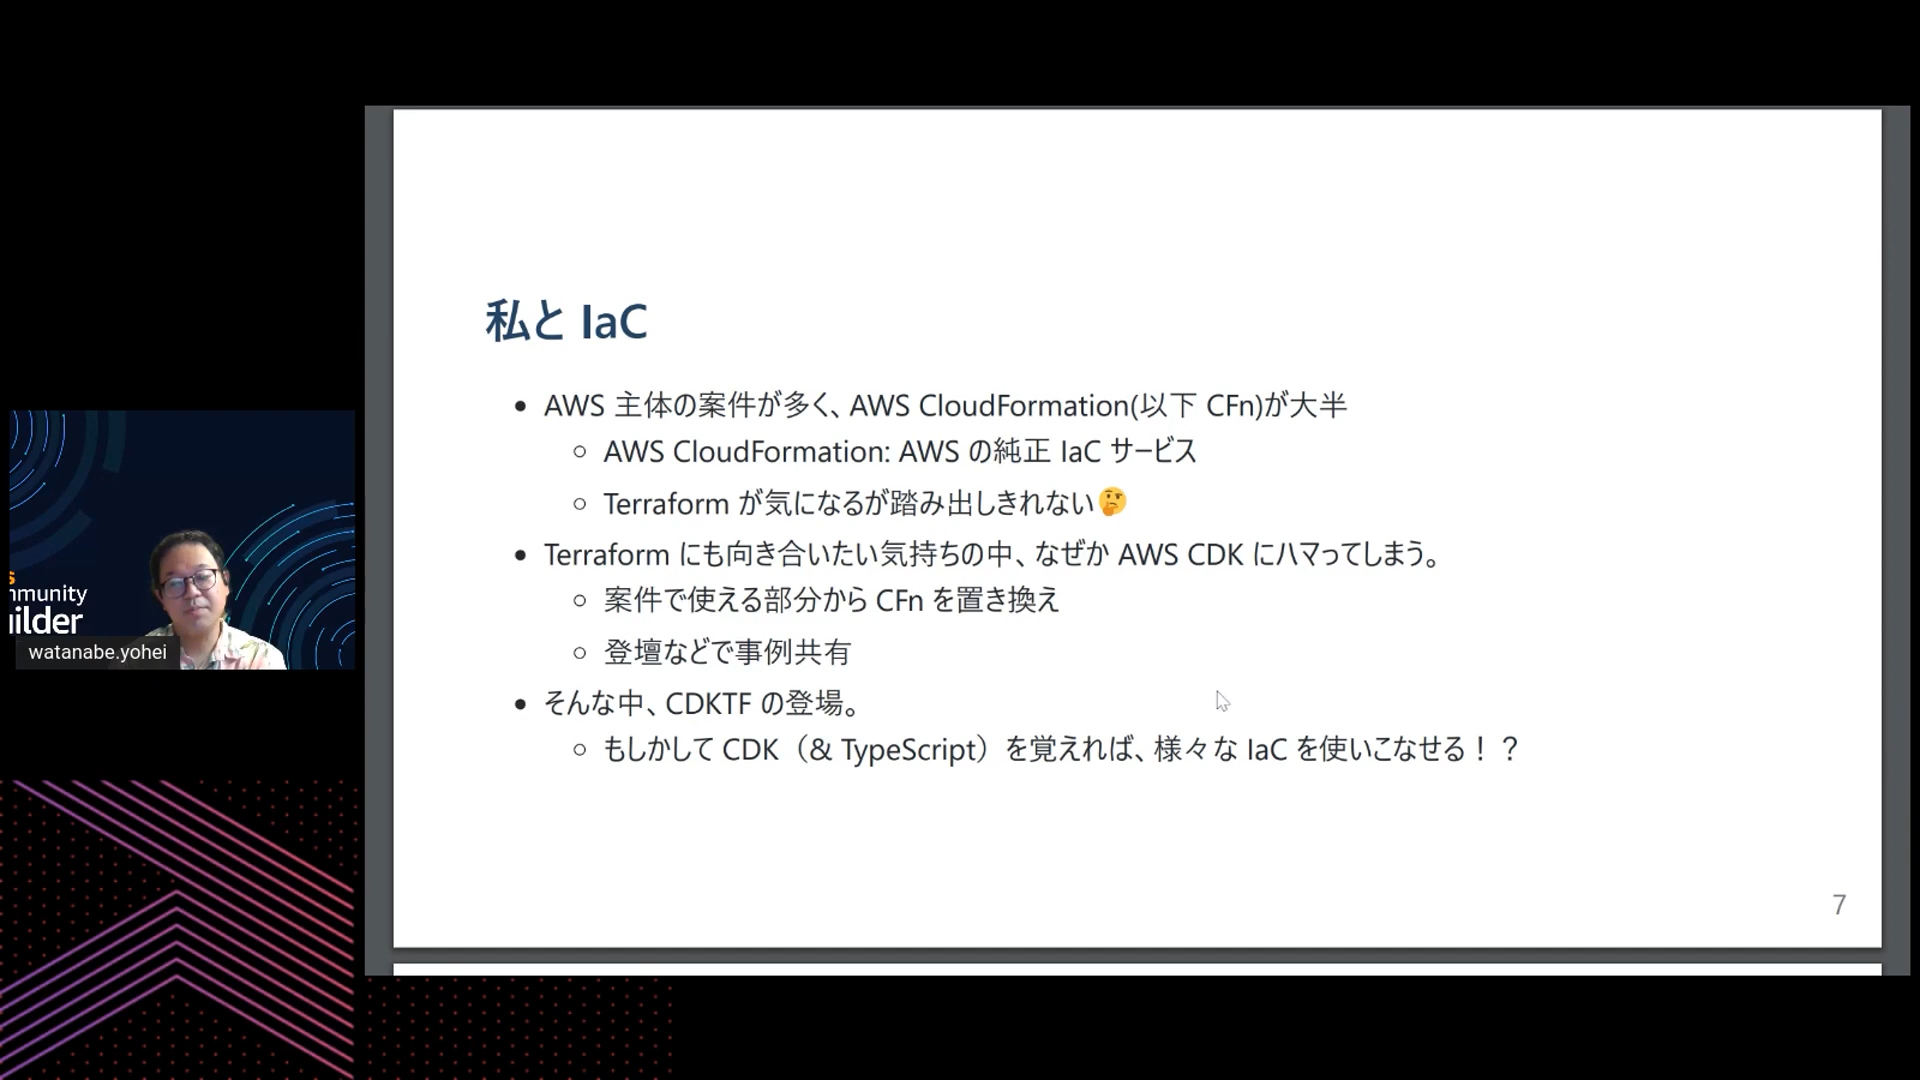 私と IaC
AWS 主体の案件が多く、AWS CloudFormation(以下 CFn)が大半
AWS CloudFormation: AWS の純正 IaC サービス
Terraform が気になるが踏み出しきれない🤔
Terraform にも向き合いたい気持ちの中、なぜか AWS CDK にハマってしまう。
案件で使える部分から CFn を置き換え
登壇などで事例共有
そんな中、CDKTF の登場。
もしかして CDK（& TypeScript）を覚えれば、様々な IaC を使いこなせる！？
7
s
mmunity
uilder
watanabe.yohei